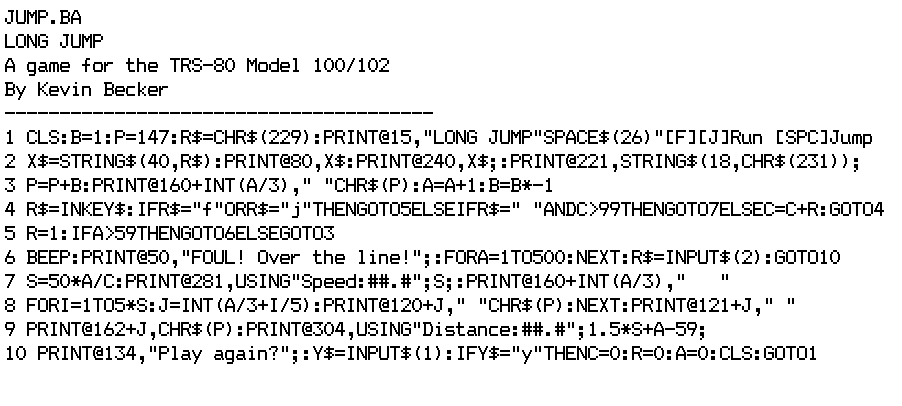 JUMP.BA
LONG JUMP
A game for the TRS-80 Model 100/102
By Kevin Becker
---------------------------------------
1 CLS:B=1:P=147:R$=CHR$(229):PRINT@15,"LONG JUMP"SPACE$(26)"[F][J]Run [SPC]Jump
2 X$=STRING$(40,R$):PRINT@80,X$:PRINT@240,X$;:PRINT@221,STRING$(18,CHR$(231));
3 P=P+B:PRINT@160+INT(A/3)," "CHR$(P):A=A+1:B=B*-1
4 R$=INKEY$:IFR$="f"ORR$="j"THENGOTO5ELSEIFR$=" "ANDC>99THENGOTO7ELSEC=C+R:GOTO4
5 R=1:IFA>59THENGOTO6ELSEGOTO3
6 BEEP:PRINT@50,"FOUL! Over the line!";:FORA=1TO500:NEXT:R$=INPUT$(2):GOTO10
7 S=50*A/C:PRINT@281,USING"Speed:##.#";S;:PRINT@160+INT(A/3),"   "
8 FORI=1TO5*S:J=INT(A/3+I/5):PRINT@120+J," "CHR$(P):NEXT:PRINT@121+J," "
9 PRINT@162+J,CHR$(P):PRINT@304,USING"Distance:##.#";1.5*S+A-59;
10 PRINT@134,"Play again?";:Y$=INPUT$(1):IFY$="y"THENC=0:R=0:A=0:CLS:GOTO1